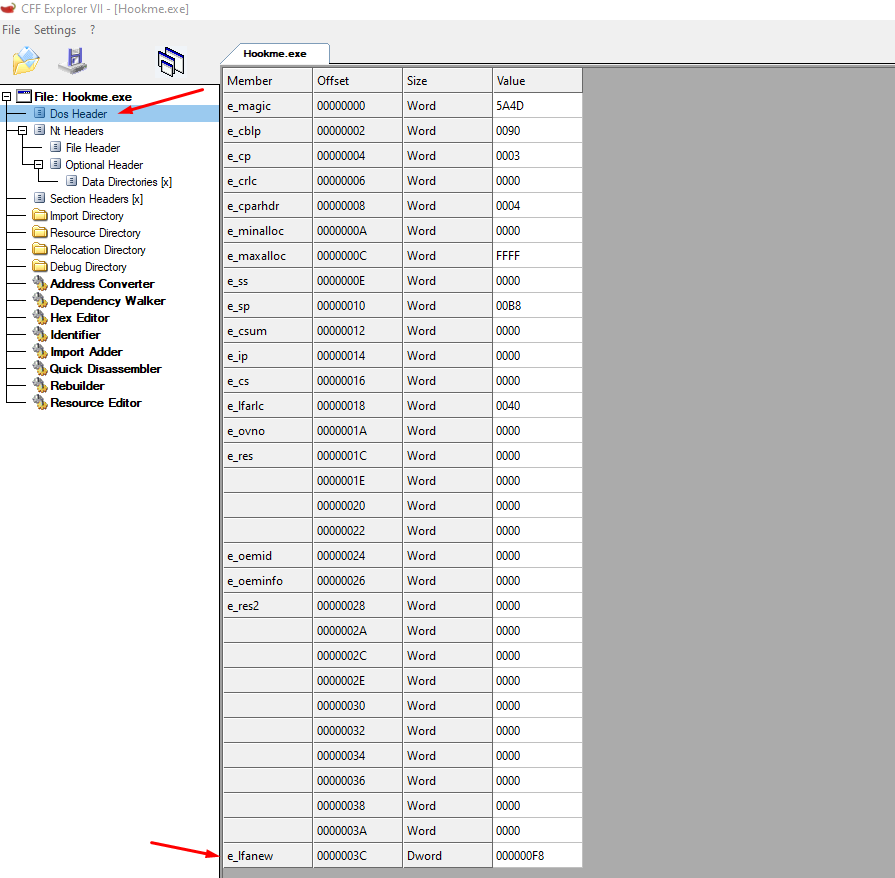 CFF Explorer VII - [Hookme.exe]
File Settings ?
Hookme.exe
File: Hookme.exe
Dos Header
Nt Headers
File Header
Optional Header
Data Directories [x]
Section Headers [x]
Import Directory
Resource Directory
Relocation Directory
Debug Directory
Address Converter
Dependency Walker
Hex Editor
Identifier
Import Adder
Quick Disassembler
Rebuilder
Resource Editor
Member Offset Size Value
e_magic 00000000 Word 5A4D
e_cblp 00000002 Word 0090
e_cp 00000004 Word 0003
e_crlc 00000006 Word 0000
e_cparhdr 00000008 Word 0004
e_minalloc 0000000A Word 0000
e_maxalloc 0000000C Word FFFF
e_ss 0000000E Word 0000
e_sp 00000010 Word 00B8
e_csum 00000012 Word 0000
e_ip 00000014 Word 0000
e_cs 00000016 Word 0000
e_lfarlc 00000018 Word 0040
e_ovno 0000001A Word 0000
e_res 0000001C Word 0000
0000001E Word 0000
00000020 Word 0000
00000022 Word 0000
e_oemid 00000024 Word 0000
e_oeminfo 00000026 Word 0000
e_res2 00000028 Word 0000
0000002A Word 0000
0000002C Word 0000
0000002E Word 0000
00000030 Word 0000
00000032 Word 0000
00000034 Word 0000
00000036 Word 0000
00000038 Word 0000
0000003A Word 0000
e_lfanew 0000003C Dword 000000F8